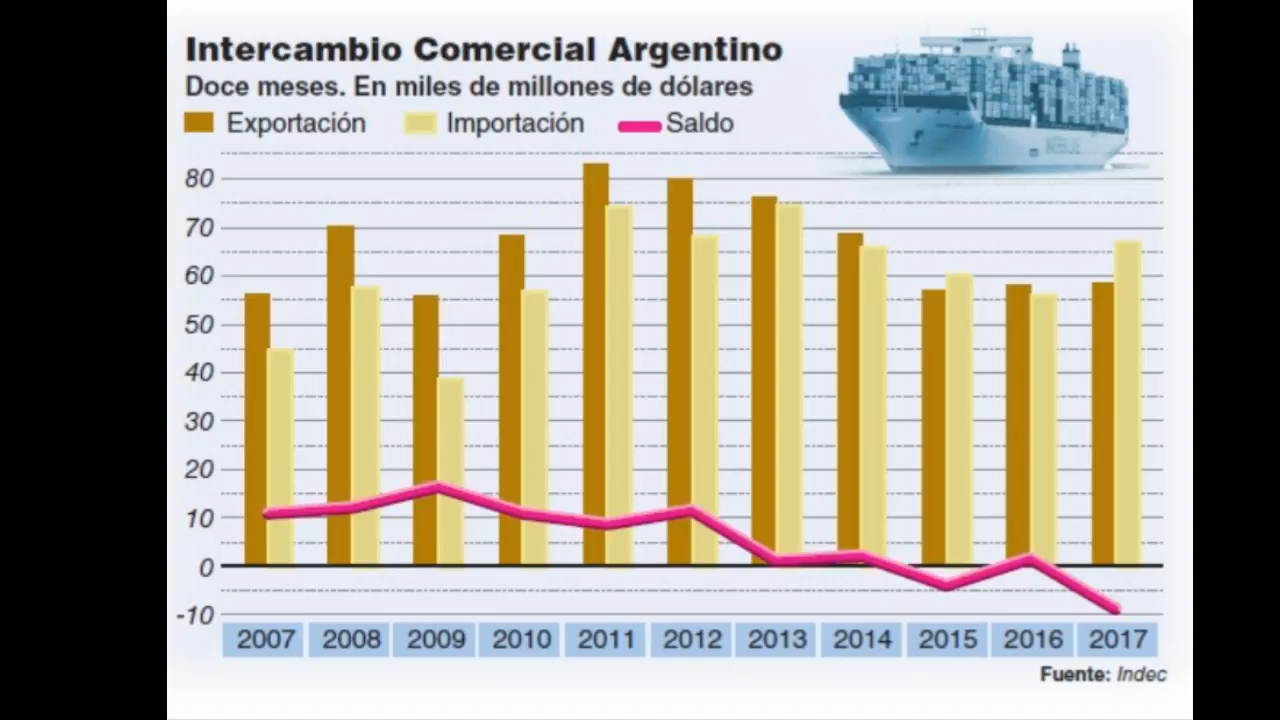 Intercambio Comercial Argentino
Doce meses. En miles de millones de dólares
Exportación Importación Saldo
80
70
60
50
40
30
20
10
0
-10
2007 2008 2009 2010 2011 2012 2013 2014 2015 2016 2017
Fuente: Indec